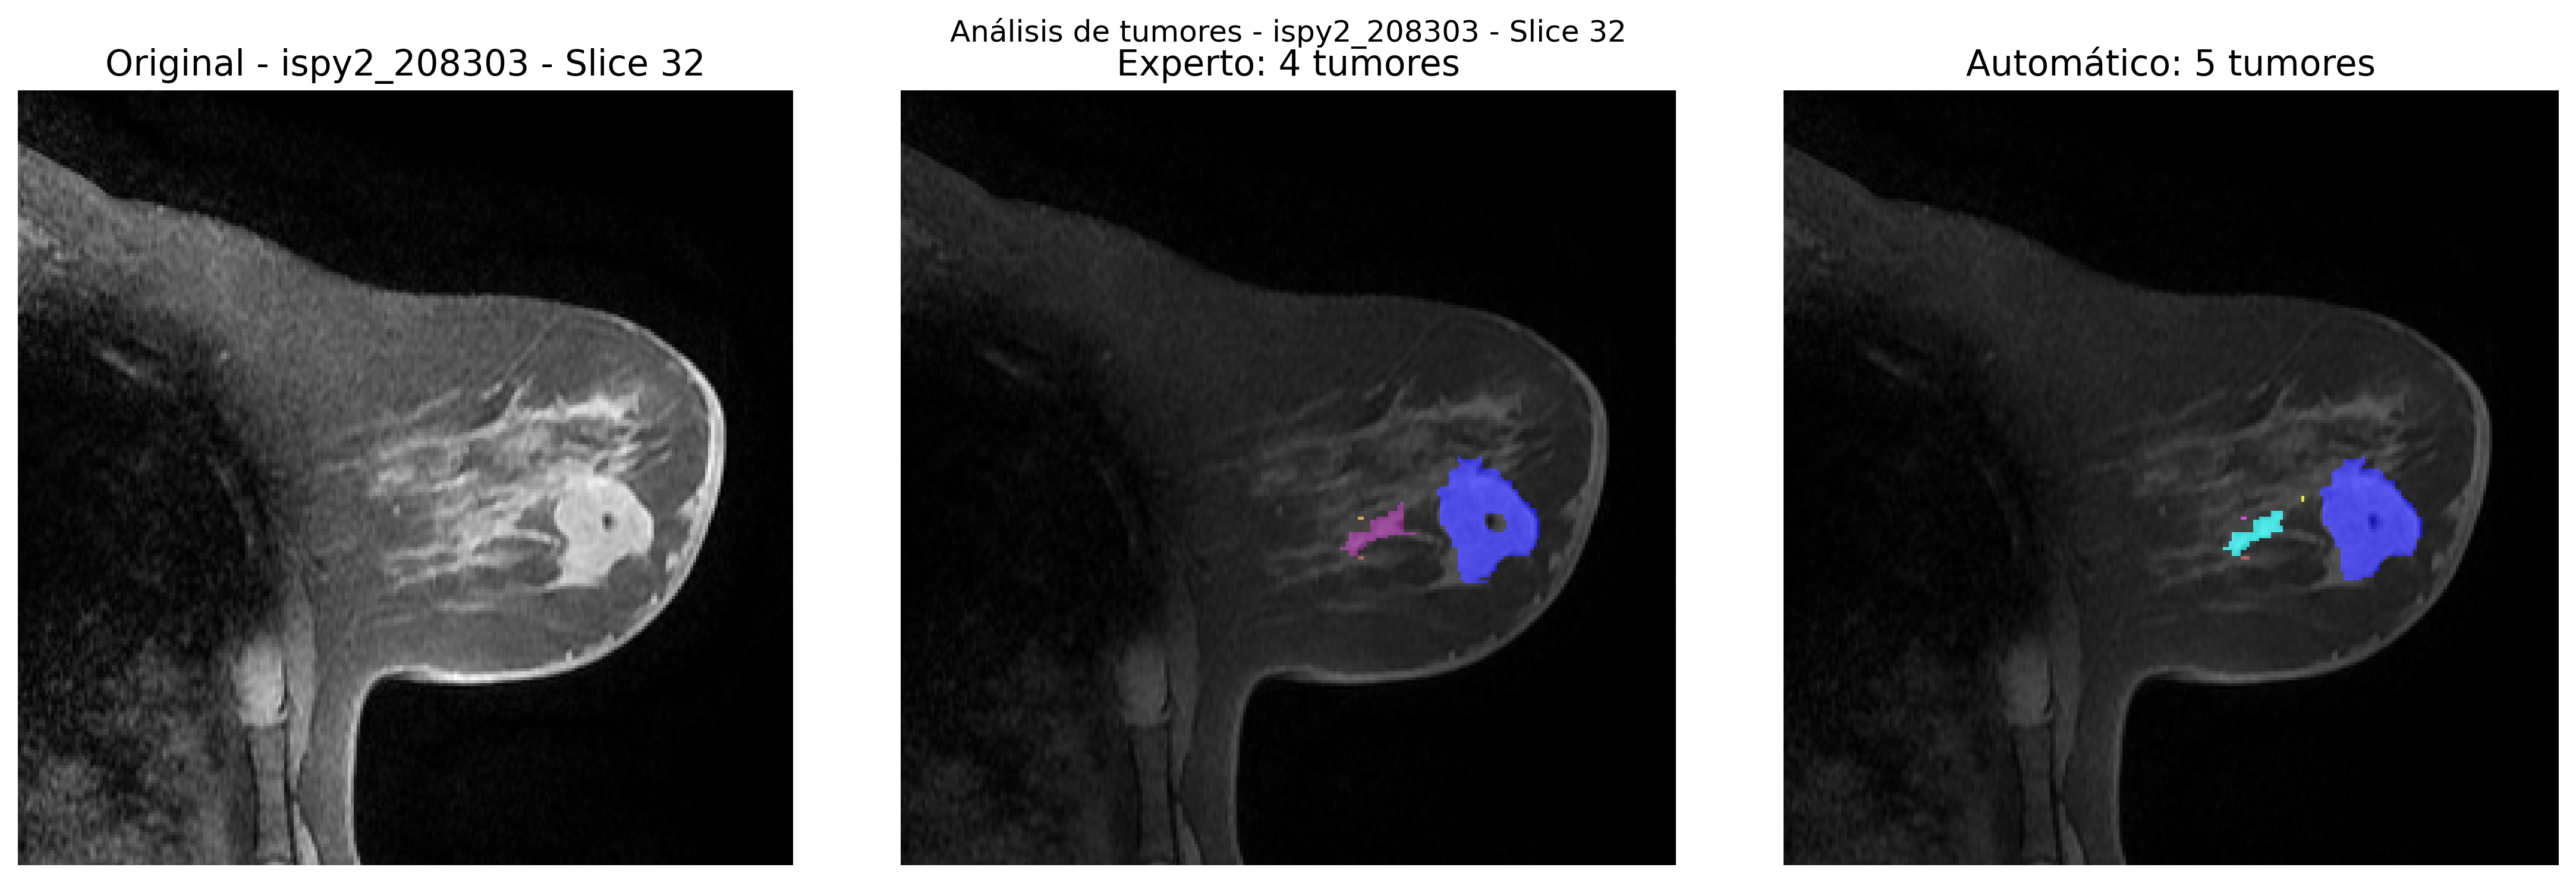 Análisis de tumores - ispy2_208303 - Slice 32
Original - ispy2_208303 - Slice 32
Experto: 4 tumores
Automático: 5 tumores